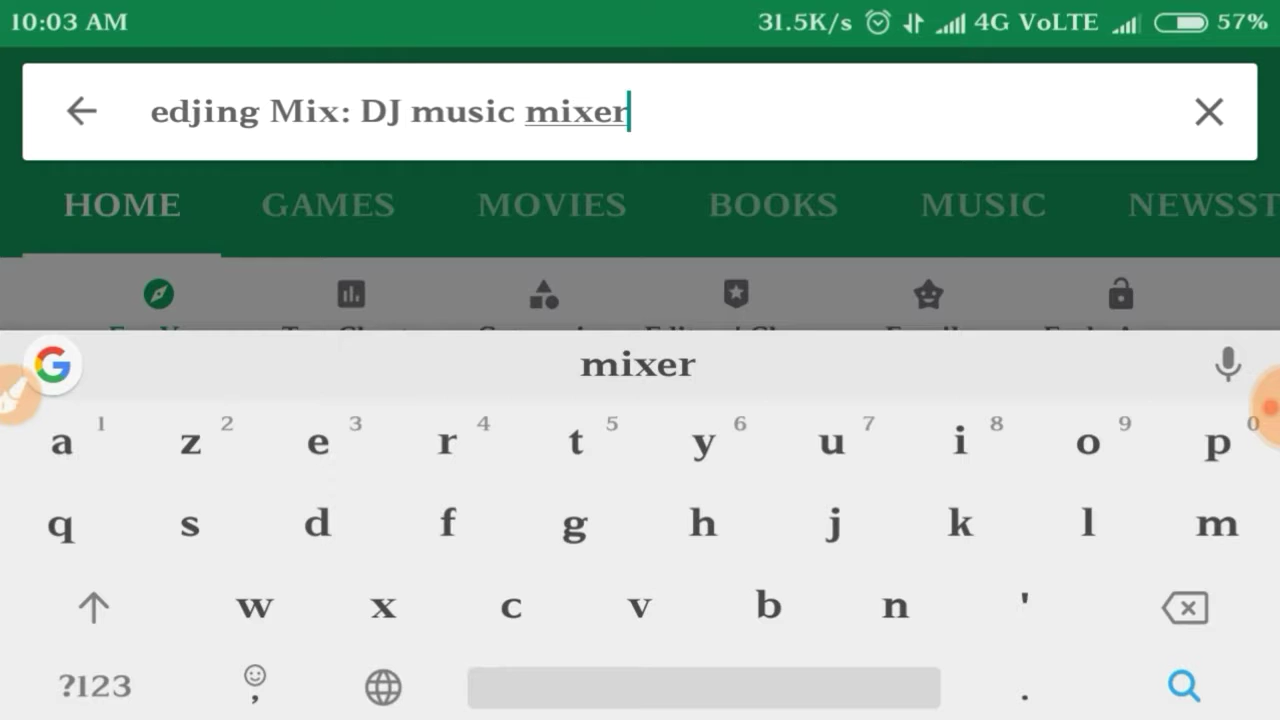 10:03 AM 31.5K/s 4G VoLTE 57%
edjing Mix: DJ music mixer
HOME GAMES MOVIES BOOKS MUSIC NEWSST
mixer
a 1 z 2 e 3 r 4 t 5 y 6 u 7 i 8 o 9 p 0
q s d f g h j k l m
w x c v b n '
?123 , .